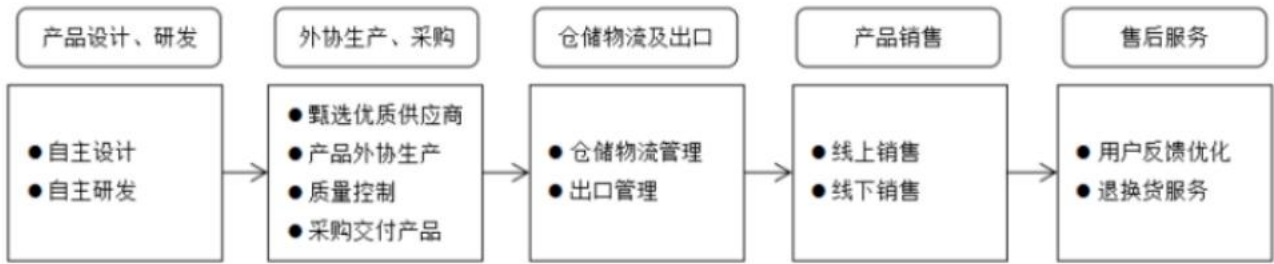 产品设计、研发
外协生产、采购
仓储物流及出口
产品销售
售后服务
●自主设计
●自主研发
●甄选优质供应商
●产品外协生产
●质量控制
●采购交付产品
●仓储物流管理
●出口管理
●线上销售
●线下销售
●用户反馈优化
●退换货服务